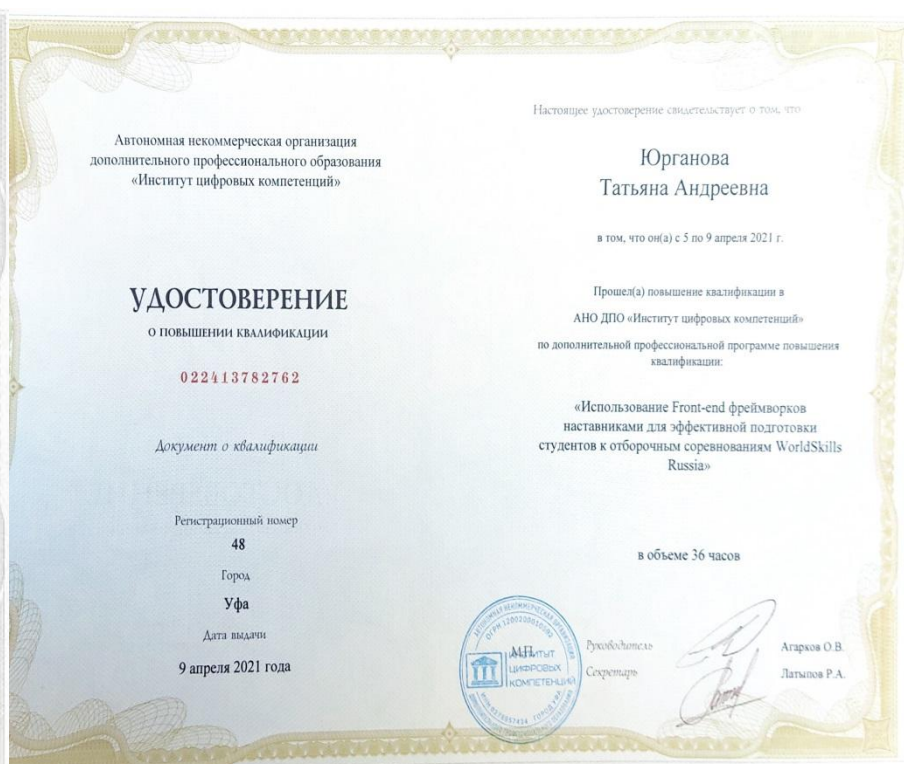 Автономная некоммерческая организация
дополнительного профессионального образования
«Институт цифровых компетенций»
УДОСТОВЕРЕНИЕ
О ПОВЫШЕНИИ КВАЛИФИКАЦИИ
022413782762
Документ о квалификации
Регистрационный номер
48
Город
Уфа
Дата выдачи
9 апреля 2021 года
Настоящее удостоверение свидетельствует о том, что
Юрганова
Татьяна Андреевна
в том, что он(а) с 5 по 9 апреля 2021 г.
Прошел(а) повышение квалификации в
АНО ДПО «Институт цифровых компетенций»
по дополнительной профессиональной программе повышения
квалификации:
«Использование Front-end фреймворков
наставниками для эффективной подготовки
студентов к отборочным соревнованиям WorldSkills
Russia»
в объеме 36 часов
М.П.
Руководитель
Агарков О.В.
Секретарь
Латыпов Р.А.
ИНСТИТУТ
ЦИФРОВЫХ
КОМПЕТЕНЦИЙ